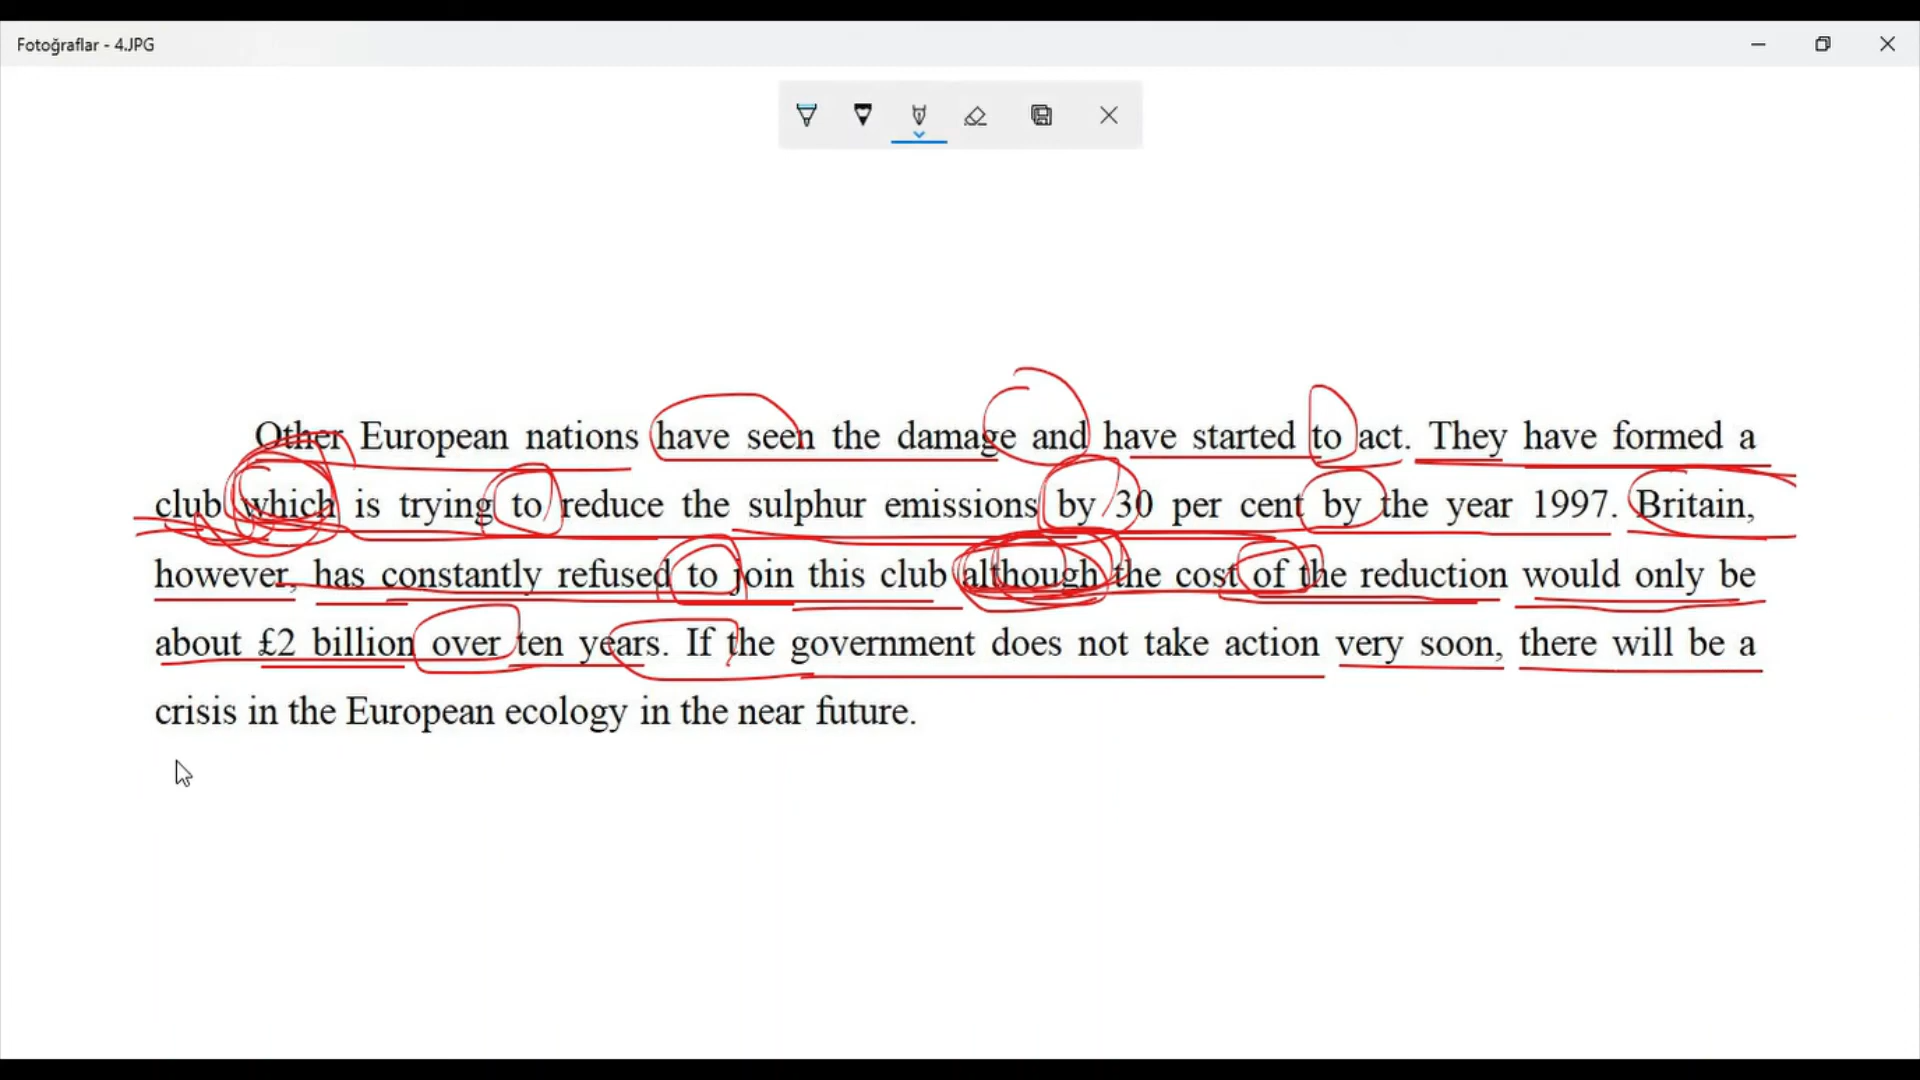 Fotoğraflar - 4.JPG
Other European nations have seen the damage and have started to act. They have formed a
club which is trying to reduce the sulphur emissions by 30 per cent by the year 1997. Britain,
however, has constantly refused to join this club although the cost of the reduction would only be
about £2 billion over ten years. If the government does not take action very soon, there will be a
crisis in the European ecology in the near future.